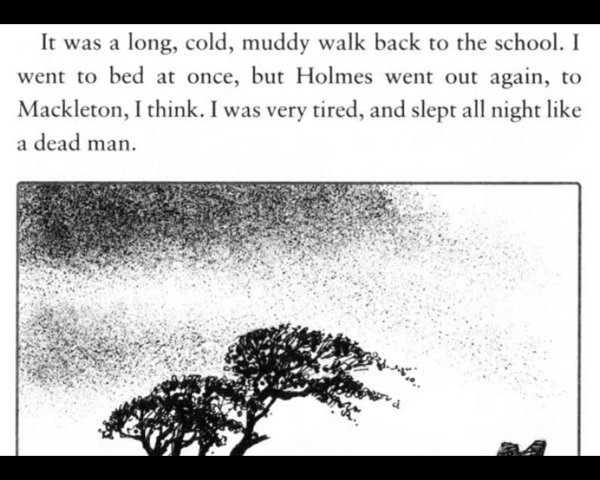 It was a long, cold, muddy walk back to the school. I
went to bed at once, but Holmes went out again, to
Mackleton, I think. I was very tired, and slept all night like
a dead man.